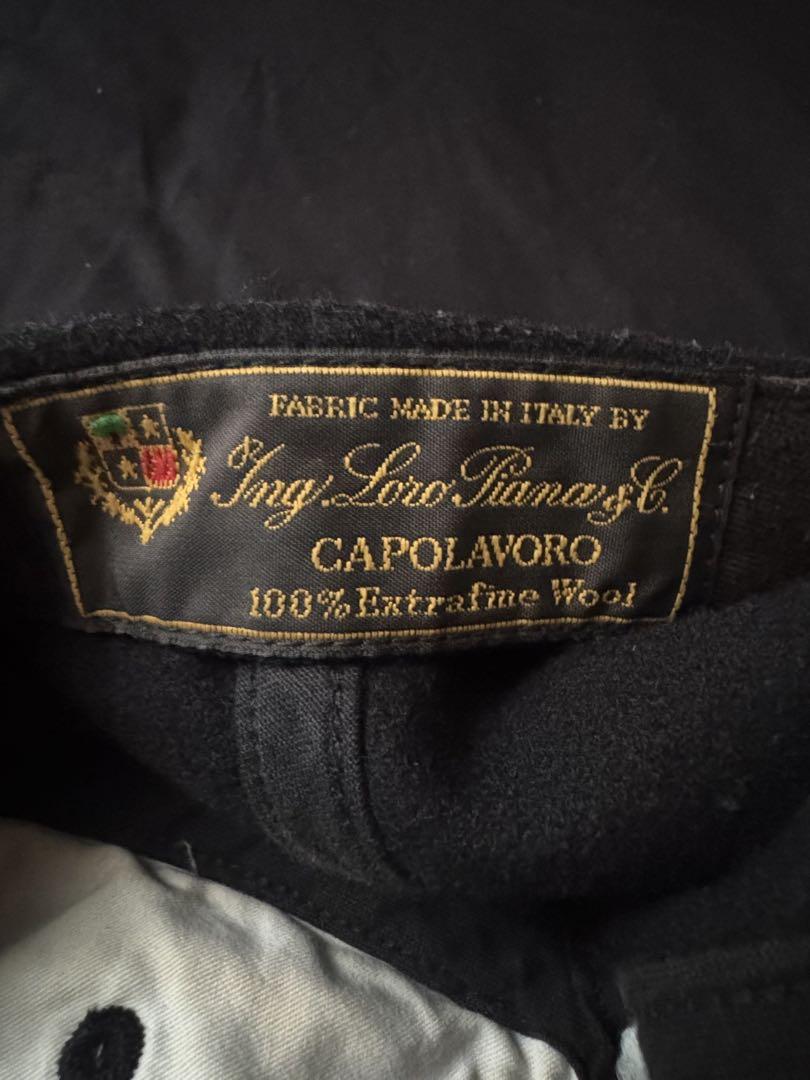 FABRIC MADE IN ITALY BY
Ing. Loro Piana & C.
CAPOLAVORO
100% Extrafine Wool